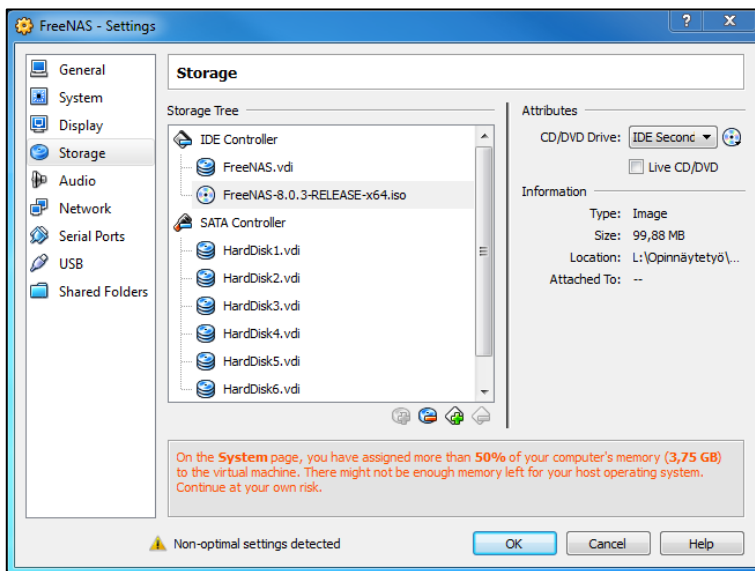 FreeNAS - Settings
General
System
Display
Storage
Audio
Network
Serial Ports
USB
Shared Folders
Storage
Storage Tree
IDE Controller
FreeNAS.vdi
FreeNAS-8.0.3-RELEASE-x64.iso
SATA Controller
HardDisk1.vdi
HardDisk2.vdi
HardDisk3.vdi
HardDisk4.vdi
HardDisk5.vdi
HardDisk6.vdi
Attributes
CD/DVD Drive: IDE Second
Live CD/DVD
Information
Type: Image
Size: 99,88 MB
Location: L:\Opinnäytetyö\...
Attached To: --
On the System page, you have assigned more than 50% of your computer's memory (3,75 GB)
to the virtual machine. There might not be enough memory left for your host operating system.
Continue at your own risk.
Non-optimal settings detected
OK Cancel Help